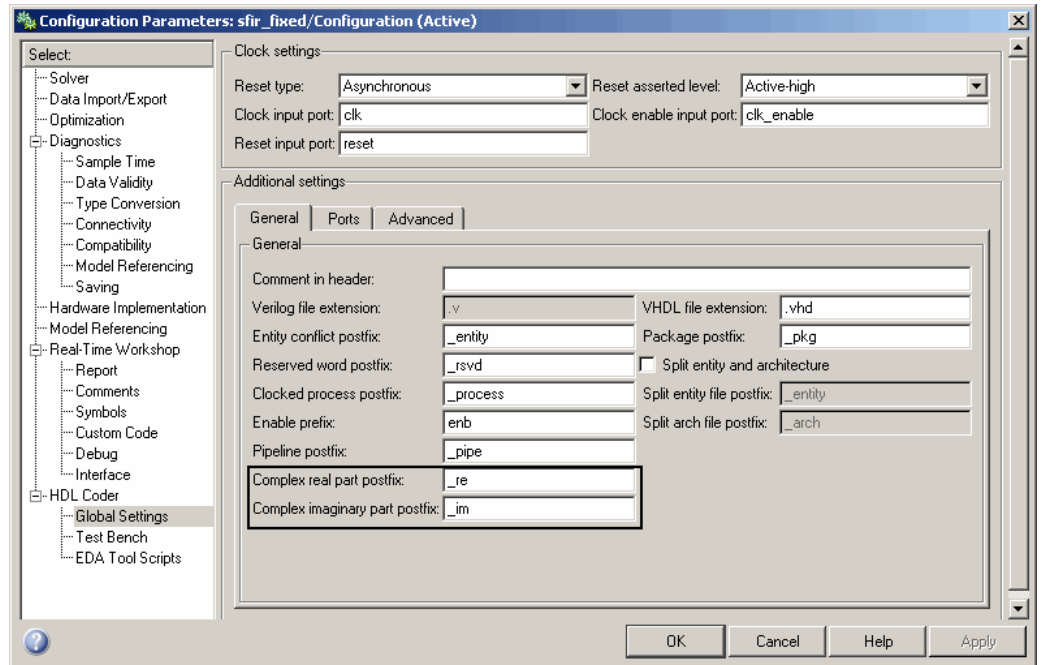 Configuration Parameters: sfir_fixed/Configuration (Active)
Select:
Solver
Data Import/Export
Optimization
Diagnostics
Sample Time
Data Validity
Type Conversion
Connectivity
Compatibility
Model Referencing
Saving
Hardware Implementation
Model Referencing
Real-Time Workshop
Report
Comments
Symbols
Custom Code
Debug
Interface
HDL Coder
Global Settings
Test Bench
EDA Tool Scripts
Clock settings
Reset type: Asynchronous Reset asserted level: Active-high
Clock input port: clk Clock enable input port: clk_enable
Reset input port: reset
Additional settings
General Ports Advanced
General
Comment in header:
Verilog file extension: .v VHDL file extension: .vhd
Entity conflict postfix: _entity Package postfix: _pkg
Reserved word postfix: _rsvd Split entity and architecture
Clocked process postfix: _process Split entity file postfix: _entity
Enable prefix: enb Split arch file postfix: _arch
Pipeline postfix: _pipe
Complex real part postfix: _re
Complex imaginary part postfix: _im
OK Cancel Help Apply